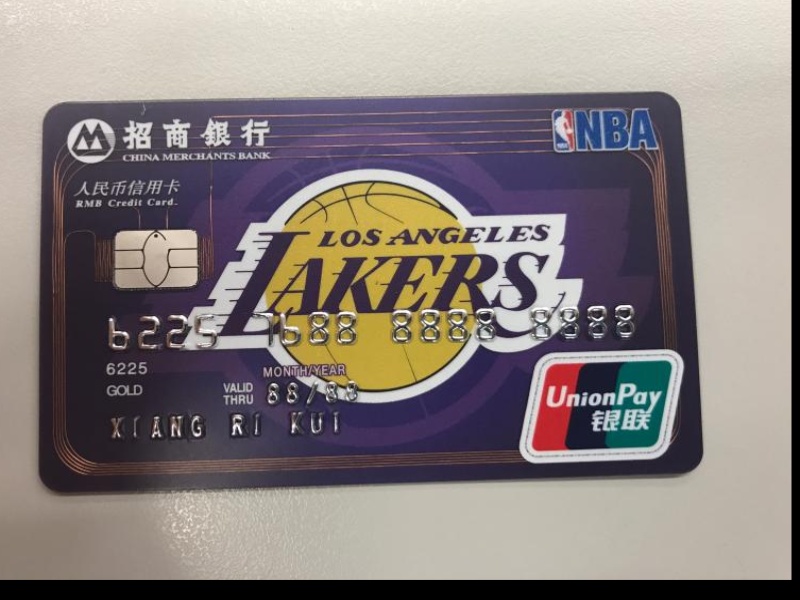 招商銀行
CHINA MERCHANTS BANK
NBA
人民币信用卡
RMB Credit Card.
LOS ANGELES
LAKERS
6225 7688 8888 8888
6225
MONTH/YEAR
GOLD
VALID THRU 88/88
XIANG RI KUI
UnionPay
银联